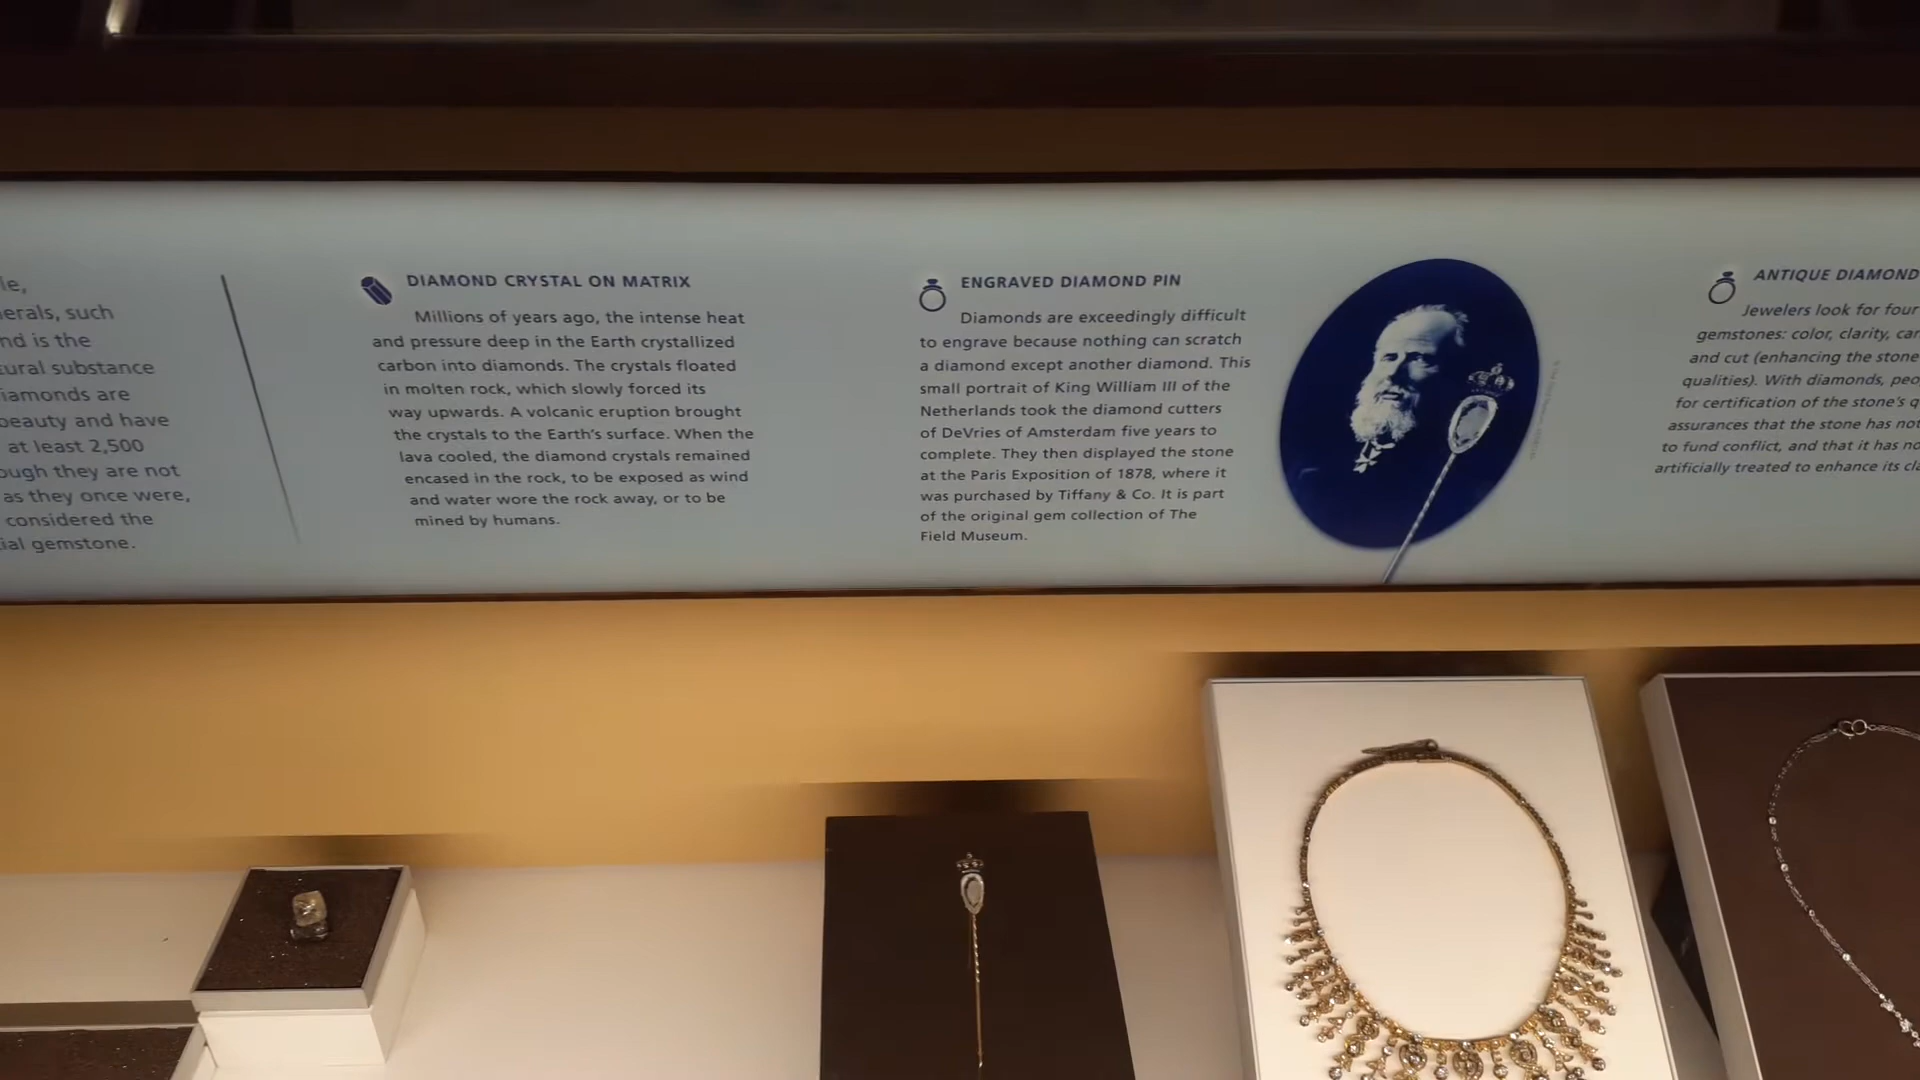 le,
erals, such
nd is the
tural substance
iamonds are
beauty and have
at least 2,500
ough they are not
as they once were,
considered the
ial gemstone.
DIAMOND CRYSTAL ON MATRIX
Millions of years ago, the intense heat
and pressure deep in the Earth crystallized
carbon into diamonds. The crystals floated
in molten rock, which slowly forced its
way upwards. A volcanic eruption brought
the crystals to the Earth's surface. When the
lava cooled, the diamond crystals remained
encased in the rock, to be exposed as wind
and water wore the rock away, or to be
mined by humans.
ENGRAVED DIAMOND PIN
Diamonds are exceedingly difficult
to engrave because nothing can scratch
a diamond except another diamond. This
small portrait of King William III of the
Netherlands took the diamond cutters
of DeVries of Amsterdam five years to
complete. They then displayed the stone
at the Paris Exposition of 1878, where it
was purchased by Tiffany & Co. It is part
of the original gem collection of The
Field Museum.
ANTIQUE DIAMOND
Jewelers look for four
gemstones: color, clarity, car
and cut (enhancing the stone
qualities). With diamonds, peo
for certification of the stone's q
assurances that the stone has not
to fund conflict, and that it has no
artificially treated to enhance its cla